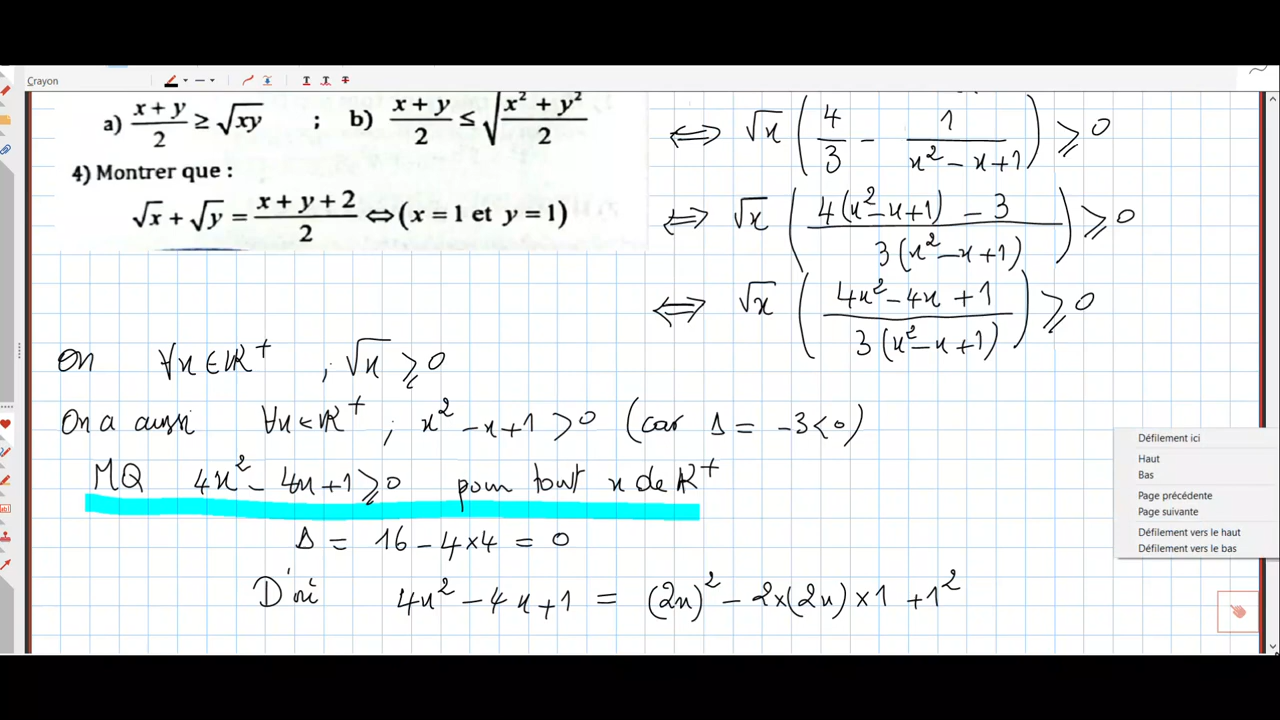 Crayon
a) (x + y)/2 ≥ √xy ; b) (x + y)/2 ≤ √((x² + y²)/2)
4) Montrer que :
√x + √y = (x + y + 2)/2 ⇔ (x = 1 et y = 1)
⇔ √x (4/3 - 1/(x² - x + 1)) ≥ 0
⇔ √x ((4(x² - x + 1) - 3)/(3(x² - x + 1))) ≥ 0
⇔ √x ((4x² - 4x + 1)/(3(x² - x + 1))) ≥ 0
On ∀x ∈ ℝ⁺ ; √x ≥ 0
On a aussi ∀x ∈ ℝ⁺ ; x² - x + 1 > 0 (car Δ = -3 < 0)
MQ 4x² - 4x + 1 ≥ 0 pour tout x de ℝ⁺
Δ = 16 - 4×4 = 0
D'où 4x² - 4x + 1 = (2x)² - 2×(2x)×1 + 1²
Défilement ici
Haut
Bas
Page précédente
Page suivante
Défilement vers le haut
Défilement vers le bas